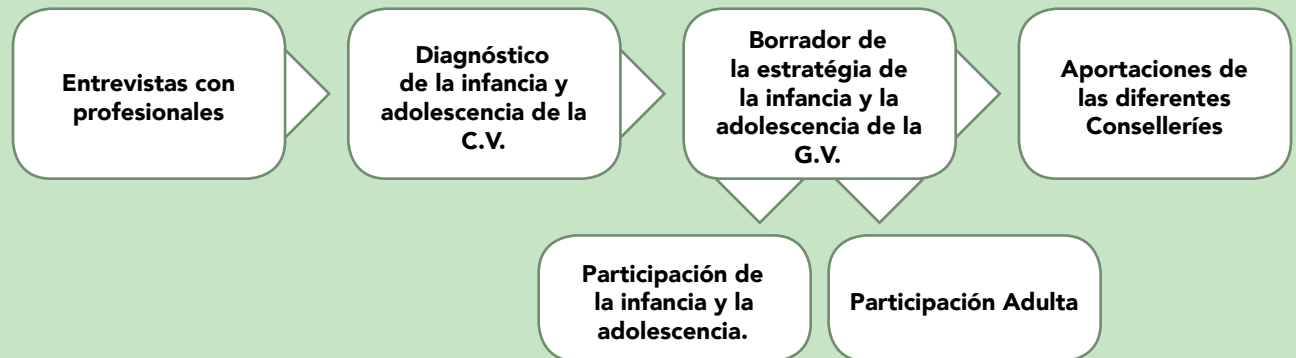 Entrevistas con
profesionales
Diagnóstico
de la infancia y
adolescencia de la
C.V.
Borrador de
la estratégia de
la infancia y la
adolescencia de la
G.V.
Aportaciones de
las diferentes
Conselleríes
Participación de
la infancia y la
adolescencia.
Participación Adulta